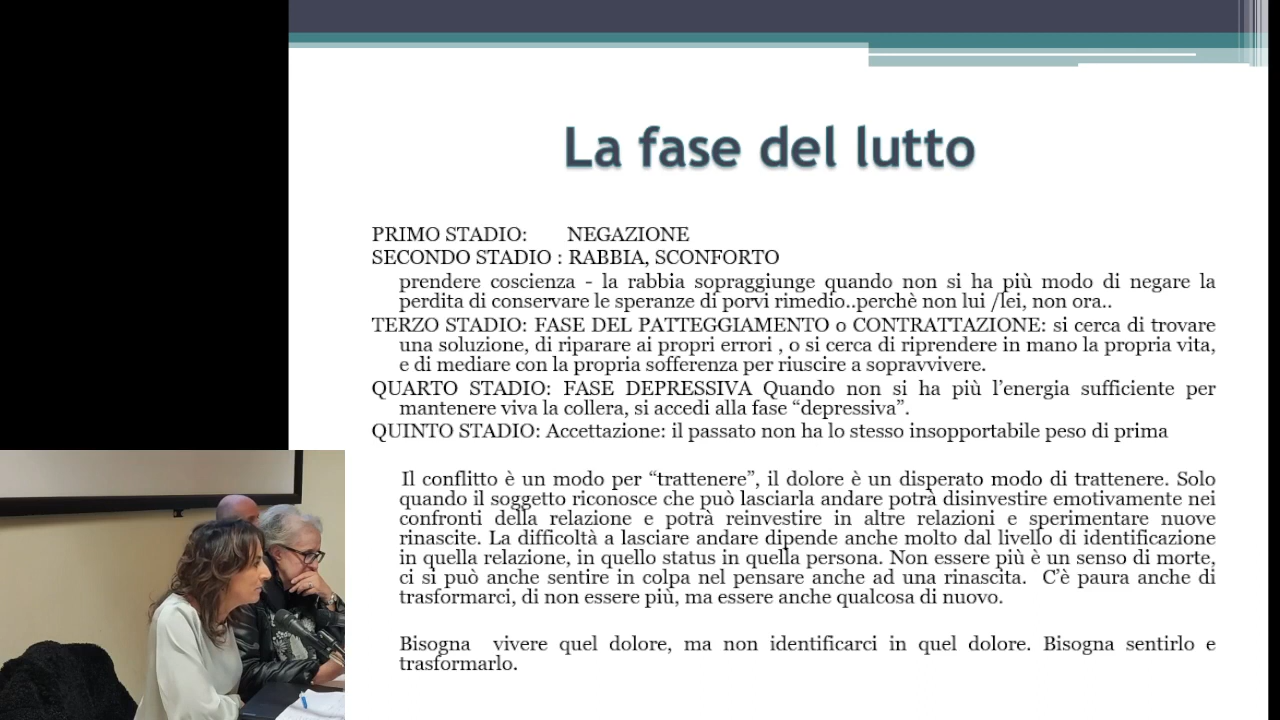 La fase del lutto
PRIMO STADIO: NEGAZIONE
SECONDO STADIO : RABBIA, SCONFORTO
prendere coscienza - la rabbia sopraggiunge quando non si ha più modo di negare la
perdita di conservare le speranze di porvi rimedio..perchè non lui /lei, non ora..
TERZO STADIO: FASE DEL PATTEGGIAMENTO o CONTRATTAZIONE: si cerca di trovare
una soluzione, di riparare ai propri errori , o si cerca di riprendere in mano la propria vita,
e di mediare con la propria sofferenza per riuscire a sopravvivere.
QUARTO STADIO: FASE DEPRESSIVA Quando non si ha più l'energia sufficiente per
mantenere viva la collera, si accedi alla fase “depressiva”.
QUINTO STADIO: Accettazione: il passato non ha lo stesso insopportabile peso di prima
Il conflitto è un modo per “trattenere”, il dolore è un disperato modo di trattenere. Solo
quando il soggetto riconosce che può lasciarla andare potrà disinvestire emotivamente nei
confronti della relazione e potrà reinvestire in altre relazioni e sperimentare nuove
rinascite. La difficoltà a lasciare andare dipende anche molto dal livello di identificazione
in quella relazione, in quello status in quella persona. Non essere più è un senso di morte,
ci si può anche sentire in colpa nel pensare anche ad una rinascita. C'è paura anche di
trasformarci, di non essere più, ma essere anche qualcosa di nuovo.
Bisogna vivere quel dolore, ma non identificarci in quel dolore. Bisogna sentirlo e
trasformarlo.